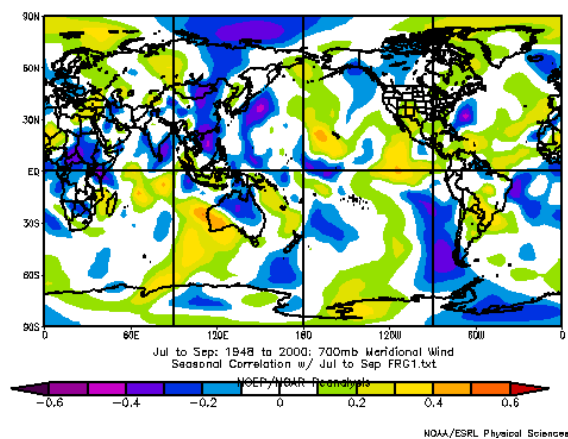 90N
60N
30N
EQ
30S
60S
90S
0 60E 120E 180 120W 60W 0
Jul to Sep: 1948 to 2000: 700mb Meridional Wind
Seasonal Correlation w/ Jul to Sep FRG1.txt
NCEP/NCAR Reanalysis
-0.6 -0.4 -0.2 0 0.2 0.4 0.6
NOAA/ESRL Physical Sciences